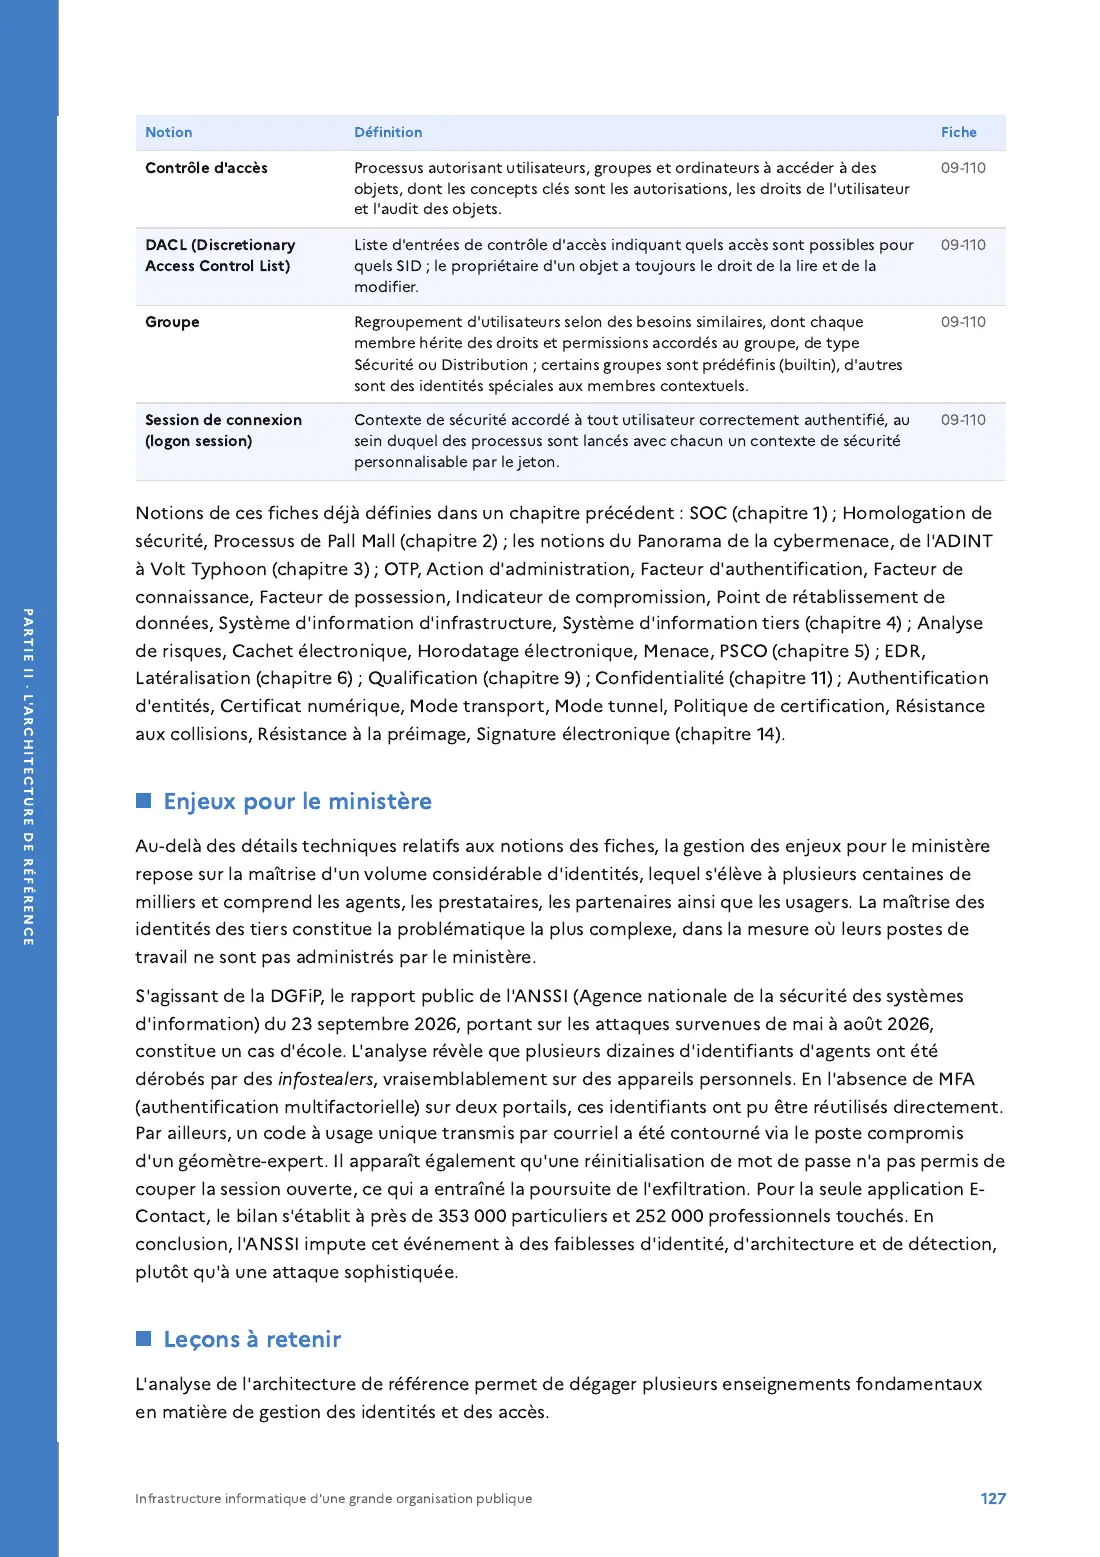 Notion Définition Fiche
Contrôle d'accès Processus autorisant utilisateurs, groupes et ordinateurs à accéder à des 09-110
objets, dont les concepts clés sont les autorisations, les droits de l'utilisateur
et l'audit des objets.
DACL (Discretionary Liste d'entrées de contrôle d'accès indiquant quels accès sont possibles pour 09-110
Access Control List) quels SID ; le propriétaire d'un objet a toujours le droit de la lire et de la
modifier.
Groupe Regroupement d'utilisateurs selon des besoins similaires, dont chaque 09-110
membre hérite des droits et permissions accordés au groupe, de type
Sécurité ou Distribution ; certains groupes sont prédéfinis (builtin), d'autres
sont des identités spéciales aux membres contextuels.
Session de connexion Contexte de sécurité accordé à tout utilisateur correctement authentifié, au 09-110
(logon session) sein duquel des processus sont lancés avec chacun un contexte de sécurité
personnalisable par le jeton.
Notions de ces fiches déjà définies dans un chapitre précédent : SOC (chapitre 1) ; Homologation de
sécurité, Processus de Pall Mall (chapitre 2) ; les notions du Panorama de la cybermenace, de l'ADINT
à Volt Typhoon (chapitre 3) ; OTP, Action d'administration, Facteur d'authentification, Facteur de
connaissance, Facteur de possession, Indicateur de compromission, Point de rétablissement de
données, Système d'information d'infrastructure, Système d'information tiers (chapitre 4) ; Analyse
de risques, Cachet électronique, Horodatage électronique, Menace, PSCO (chapitre 5) ; EDR,
Latéralisation (chapitre 6) ; Qualification (chapitre 9) ; Confidentialité (chapitre 11) ; Authentification
d'entités, Certificat numérique, Mode transport, Mode tunnel, Politique de certification, Résistance
aux collisions, Résistance à la préimage, Signature électronique (chapitre 14).
Enjeux pour le ministère
Au-delà des détails techniques relatifs aux notions des fiches, la gestion des enjeux pour le ministère
repose sur la maîtrise d'un volume considérable d'identités, lequel s'élève à plusieurs centaines de
milliers et comprend les agents, les prestataires, les partenaires ainsi que les usagers. La maîtrise des
identités des tiers constitue la problématique la plus complexe, dans la mesure où leurs postes de
travail ne sont pas administrés par le ministère.
S'agissant de la DGFiP, le rapport public de l'ANSSI (Agence nationale de la sécurité des systèmes
d'information) du 23 septembre 2026, portant sur les attaques survenues de mai à août 2026,
constitue un cas d'école. L'analyse révèle que plusieurs dizaines d'identifiants d'agents ont été
dérobés par des infostealers, vraisemblablement sur des appareils personnels. En l'absence de MFA
(authentification multifactorielle) sur deux portails, ces identifiants ont pu être réutilisés directement.
Par ailleurs, un code à usage unique transmis par courriel a été contourné via le poste compromis
d'un géomètre-expert. Il apparaît également qu'une réinitialisation de mot de passe n'a pas permis de
couper la session ouverte, ce qui a entraîné la poursuite de l'exfiltration. Pour la seule application E-
Contact, le bilan s'établit à près de 353 000 particuliers et 252 000 professionnels touchés. En
conclusion, l'ANSSI impute cet événement à des faiblesses d'identité, d'architecture et de détection,
plutôt qu'à une attaque sophistiquée.
Leçons à retenir
L'analyse de l'architecture de référence permet de dégager plusieurs enseignements fondamentaux
en matière de gestion des identités et des accès.
Infrastructure informatique d'une grande organisation publique 127
PARTIE II · L'ARCHITECTURE DE RÉFÉRENCE